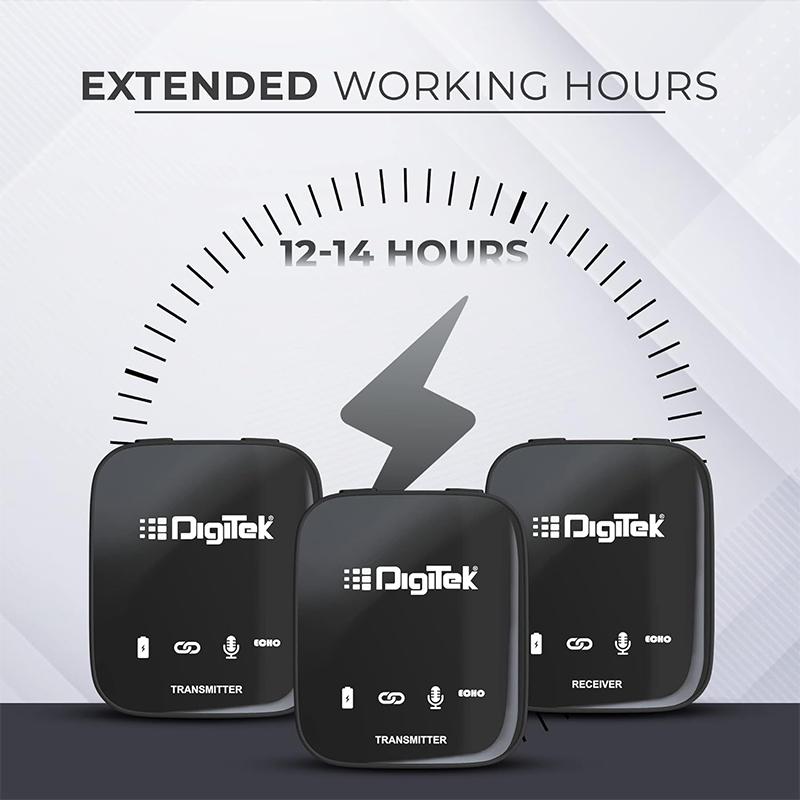 EXTENDED WORKING HOURS
12-14 HOURS
DIGITEK®
ECHO
TRANSMITTER
DIGITEK®
ECHO
TRANSMITTER
DIGITEK®
ECHO
RECEIVER